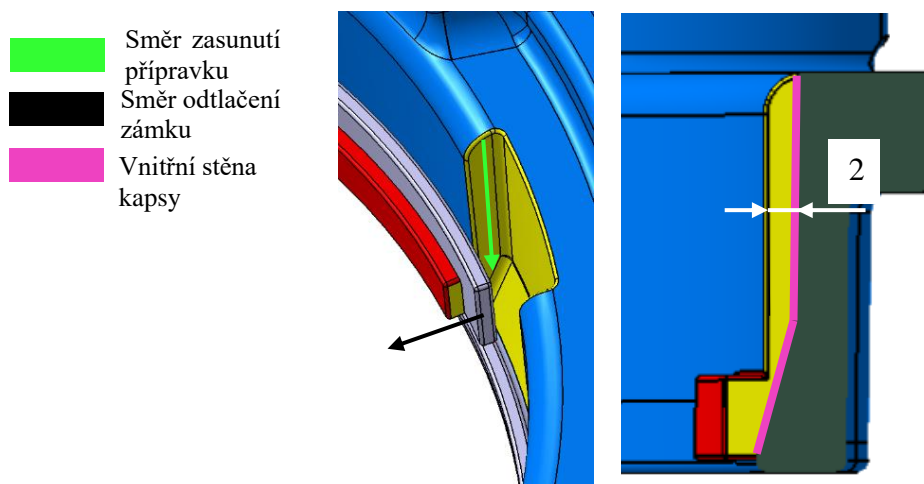 Směr zasunutí
přípravku
Směr odtlačení
zámku
Vnitřní stěna
kapsy
2